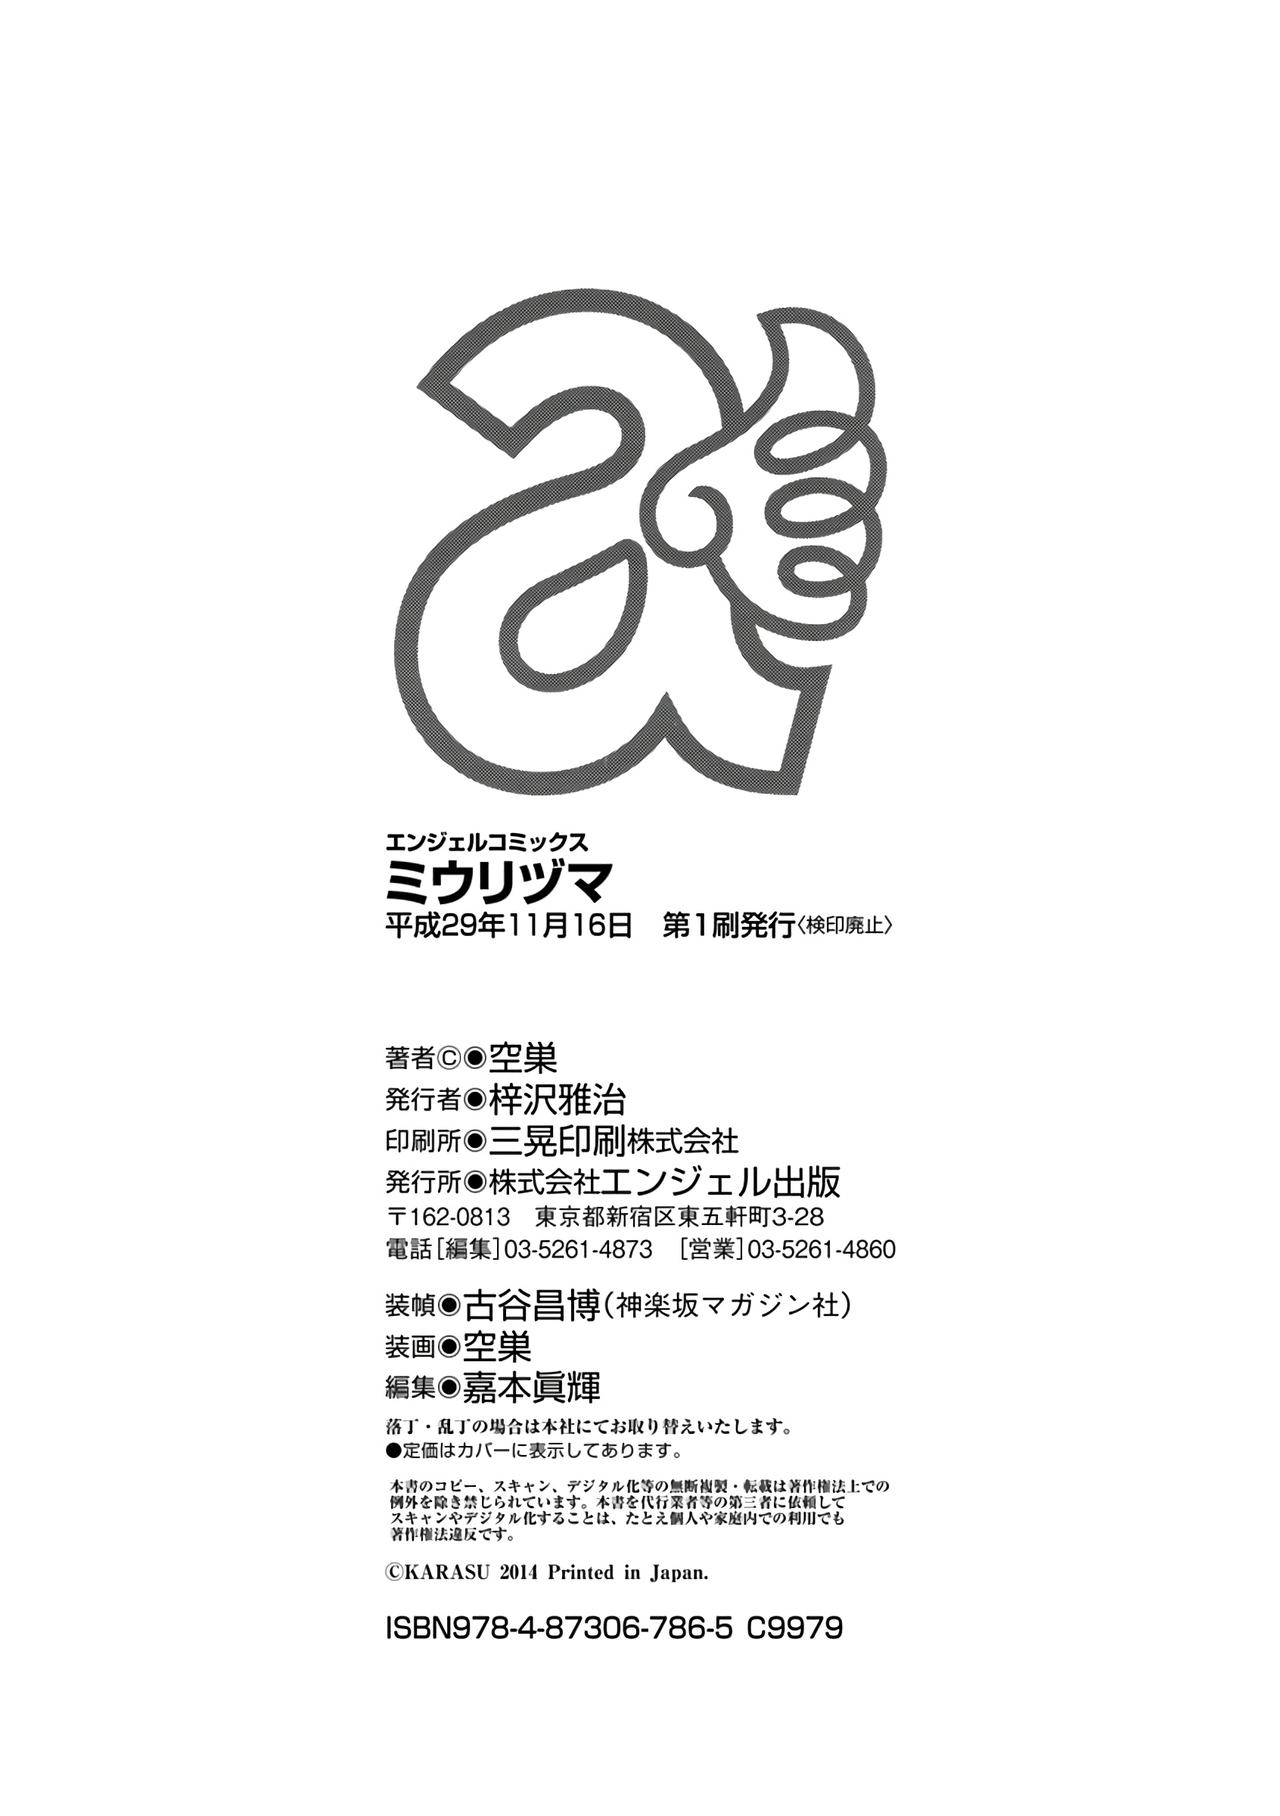 エンジェルコミックス
ミウリヅマ
平成29年11月16日　第1刷発行〈検印廃止〉
著者©●空巣
発行者●梓沢雅治
印刷所●三晃印刷株式会社
発行所●株式会社エンジェル出版
〒162-0813　東京都新宿区東五軒町3-28
電話[編集]03-5261-4873　[営業]03-5261-4860
装幀●古谷昌博(神楽坂マガジン社)
装画●空巣
編集●嘉本眞輝
落丁・乱丁の場合は本社にてお取り替えいたします。
●定価はカバーに表示してあります。
本書のコピー、スキャン、デジタル化等の無断複製・転載は著作権法上での
例外を除き禁じられています。本書を代行業者等の第三者に依頼して
スキャンやデジタル化することは、たとえ個人や家庭内での利用でも
著作権法違反です。
©KARASU 2014 Printed in Japan.
ISBN978-4-87306-786-5 C9979